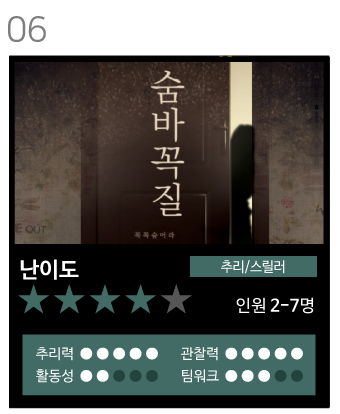 06
숨바꼭질
꼭꼭숨어라
E OUT
난이도
추리/스릴러
인원 2-7명
추리력
관찰력
활동성
팀워크